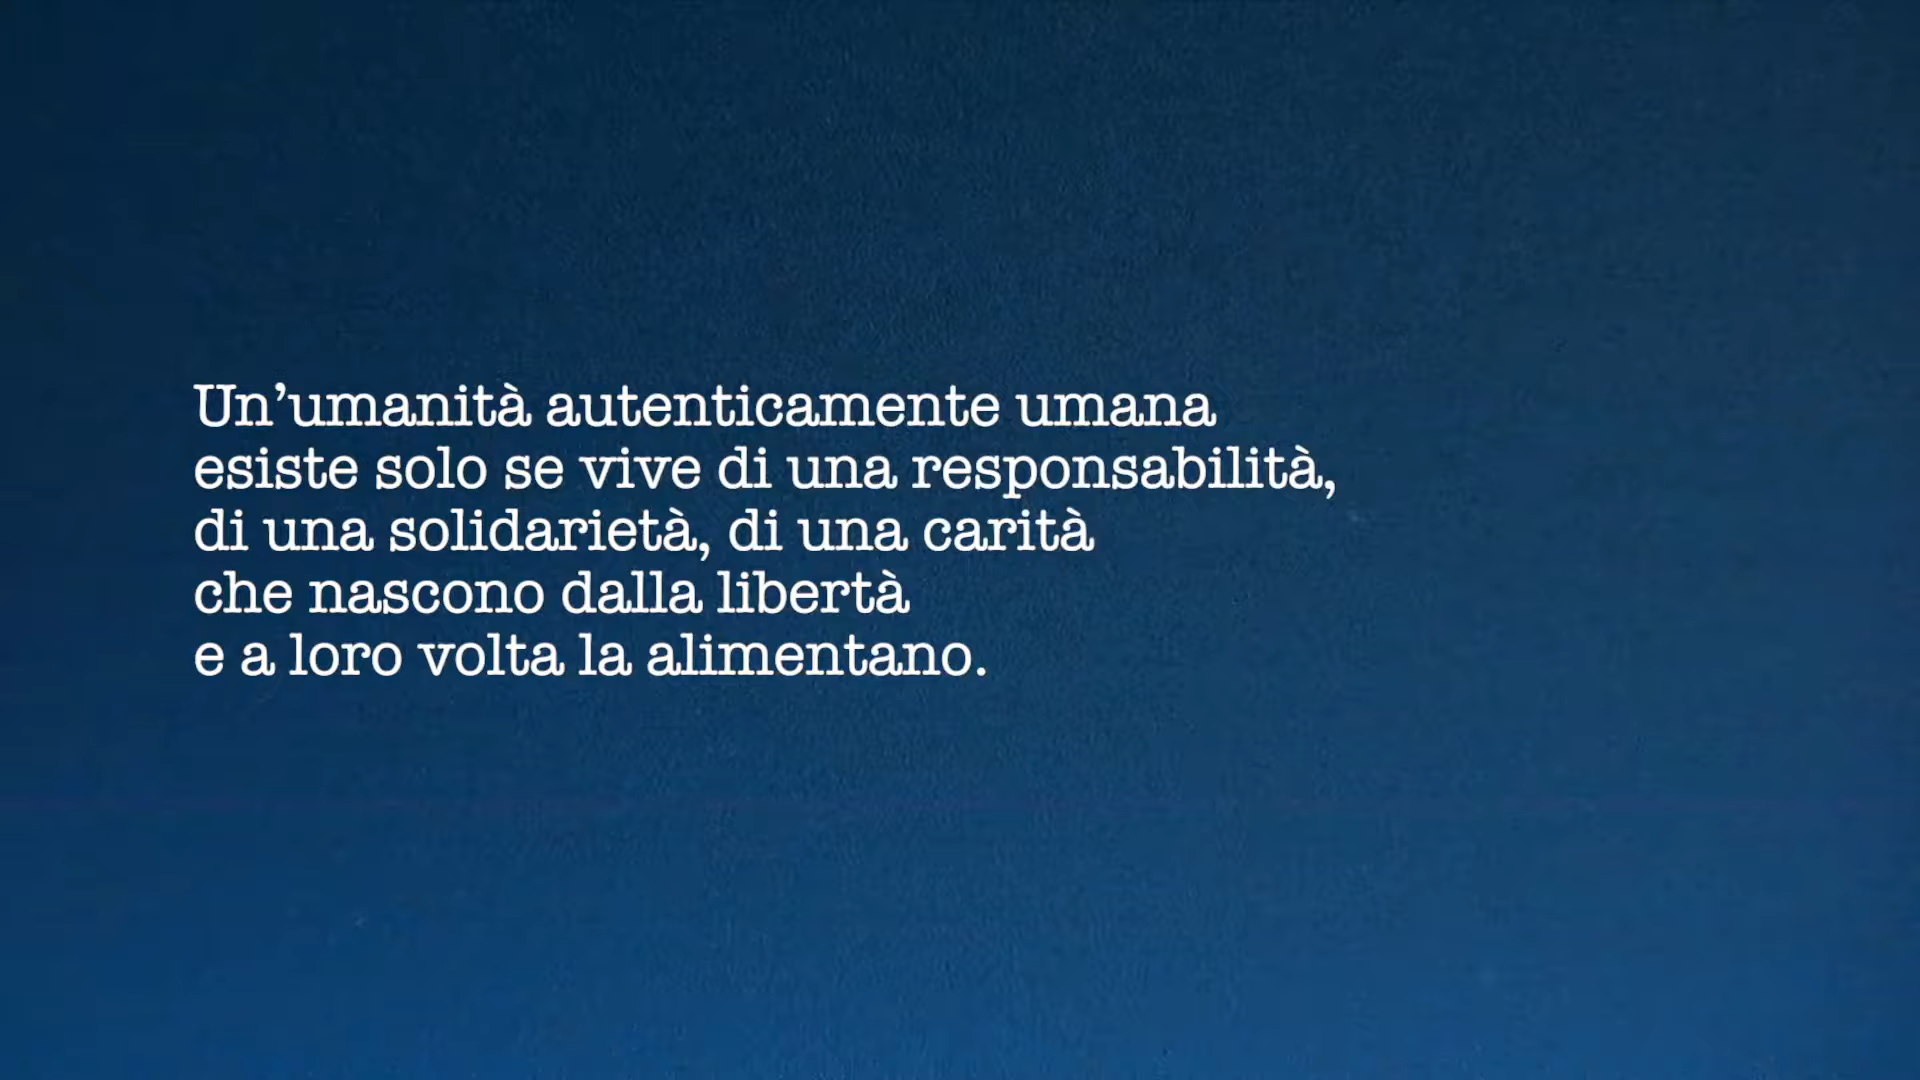 Un’umanità autenticamente umana
esiste solo se vive di una responsabilità,
di una solidarietà, di una carità
che nascono dalla libertà
e a loro volta la alimentano.